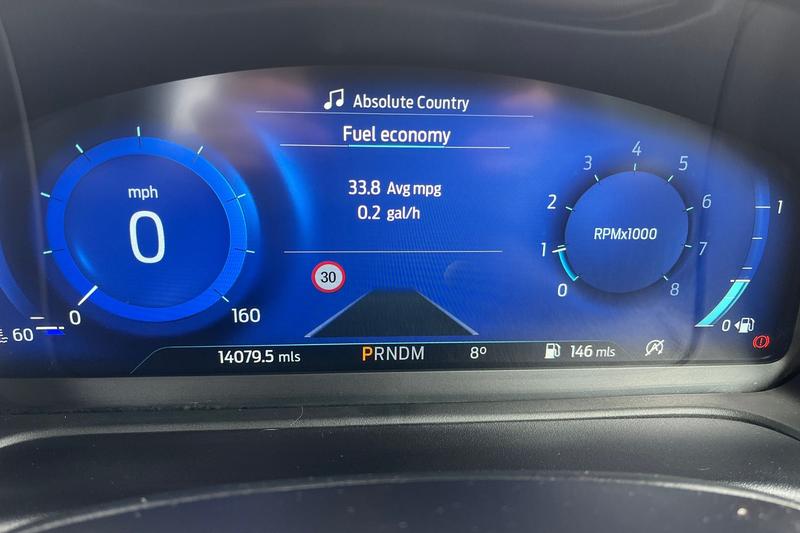 Absolute Country
Fuel economy
33.8 Avg mpg
0.2 gal/h
mph
0
0
160
60
30
RPMx1000
0
1
2
3
4
5
6
7
8
1
0
14079.5 mls
PRNDM
8º
146 mls